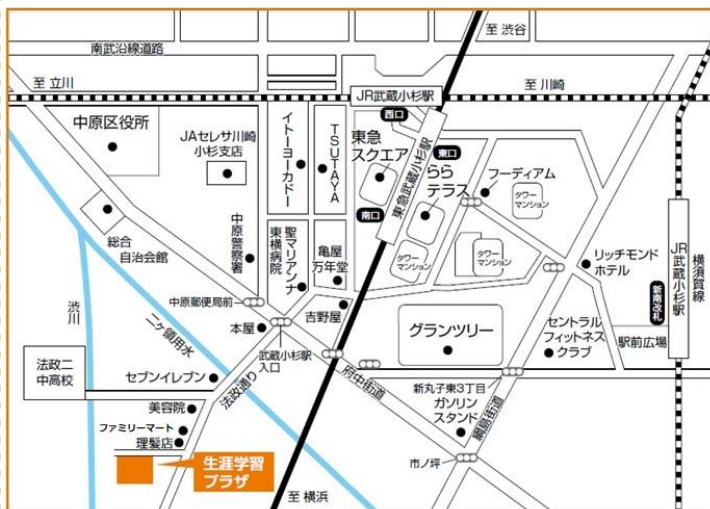 至 渋谷
南武沿線道路
至 立川
JR武蔵小杉駅
至 川崎
西口
中原区役所
JAセレサ川崎
小杉支店
イトーヨーカドー
TSUTAYA
東急
スクエア
東急武蔵小杉駅
東口
らら
テラス
フーディアム
タワー
マンション
南口
総合
自治会館
中原警察署
聖マリアンナ
東横病院
亀屋
万年堂
タワー
マンション
タワー
マンション
リッチモンド
ホテル
新南改札
JR武蔵小杉駅
横須賀線
渋川
二ヶ領用水
中原郵便局前
吉野屋
本屋
武蔵小杉駅
入口
グランツリー
セントラル
フィットネス
クラブ
駅前広場
法政二
中高校
セブンイレブン
法政通り
府中街道
新丸子東3丁目
ガソリン
スタンド
綱島街道
美容院
ファミリーマート
理髪店
市ノ坪
生涯学習
プラザ
至 横浜